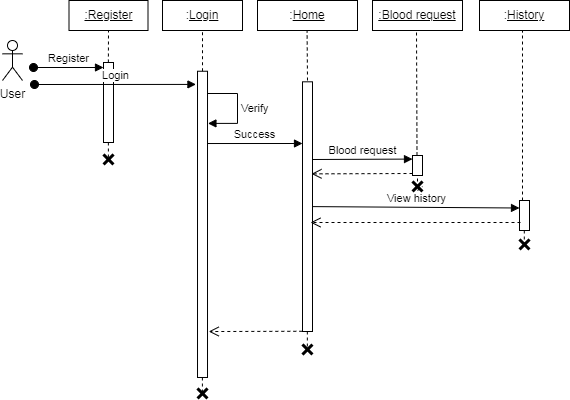 :Register
:Login
:Home
:Blood request
:History
Register
Login
User
Verify
Success
Blood request
View history